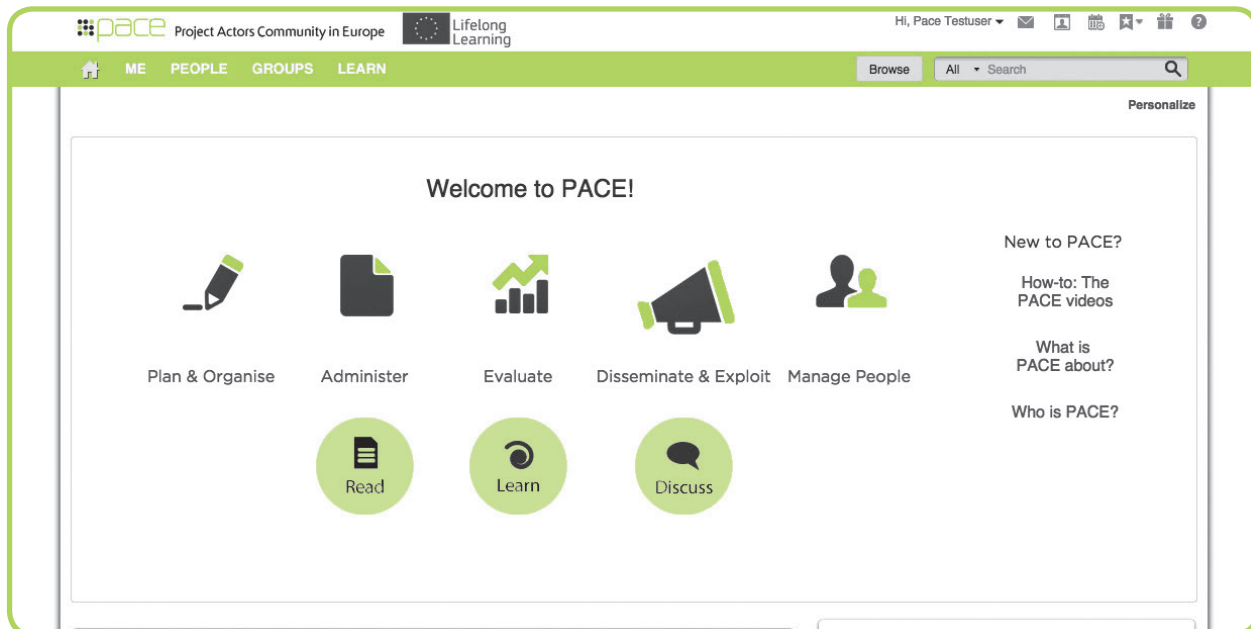 pace Project Actors Community in Europe
Lifelong
Learning
Hi, Pace Testuser
ME PEOPLE GROUPS LEARN
Browse All Search
Personalize
Welcome to PACE!
New to PACE?
How-to: The
PACE videos
What is
PACE about?
Who is PACE?
Plan & Organise Administer Evaluate Disseminate & Exploit Manage People
Read Learn Discuss